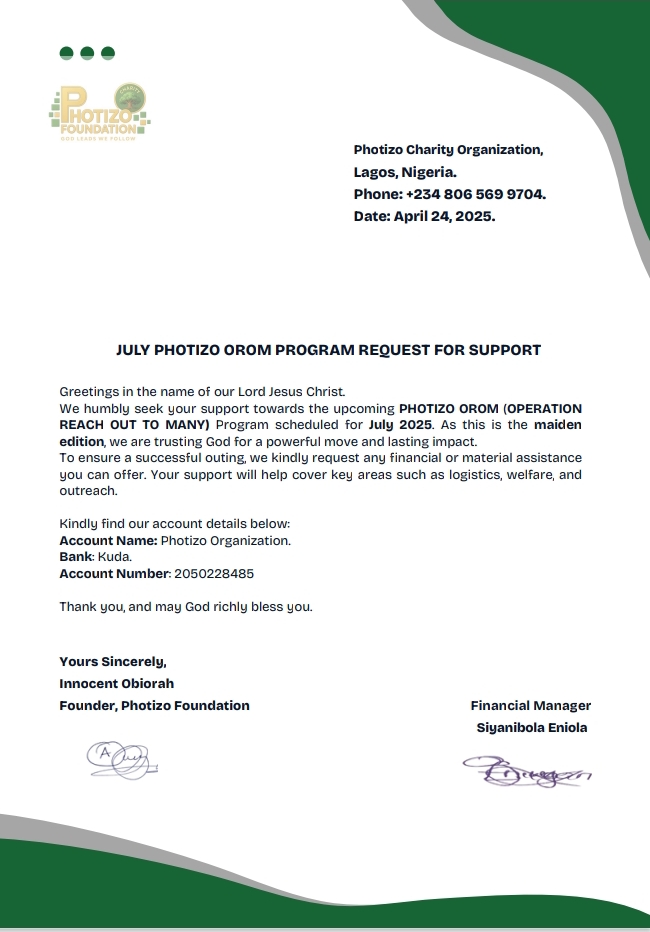 CHARITY
PHOTIZO
FOUNDATION
GOD LEADS WE FOLLOW
Photizo Charity Organization,
Lagos, Nigeria.
Phone: +234 806 569 9704.
Date: April 24, 2025.
JULY PHOTIZO OROM PROGRAM REQUEST FOR SUPPORT
Greetings in the name of our Lord Jesus Christ.
We humbly seek your support towards the upcoming PHOTIZO OROM (OPERATION
REACH OUT TO MANY) Program scheduled for July 2025. As this is the maiden
edition, we are trusting God for a powerful move and lasting impact.
To ensure a successful outing, we kindly request any financial or material assistance
you can offer. Your support will help cover key areas such as logistics, welfare, and
outreach.
Kindly find our account details below:
Account Name: Photizo Organization.
Bank: Kuda.
Account Number: 2050228485
Thank you, and may God richly bless you.
Yours Sincerely,
Innocent Obiorah
Founder, Photizo Foundation
Financial Manager
Siyanibola Eniola